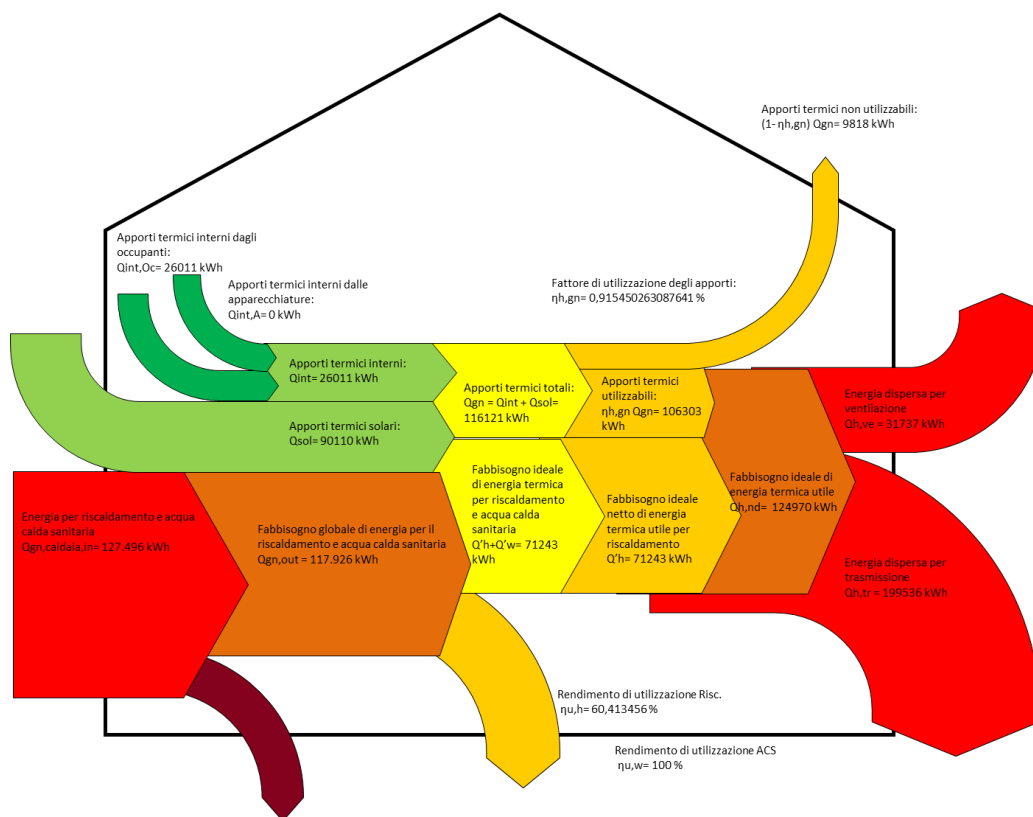 Apporti termici non utilizzabili:
(1- ηh,gn) Qgn= 9818 kWh
Apporti termici interni dagli
occupanti:
Qint,Oc= 26011 kWh
Apporti termici interni dalle
apparecchiature:
Qint,A= 0 kWh
Fattore di utilizzazione degli apporti:
ηh,gn= 0,915450263087641 %
Apporti termici interni:
Qint= 26011 kWh
Apporti termici totali:
Qgn = Qint + Qsol=
116121 kWh
Apporti termici
utilizzabili:
ηh,gn Qgn= 106303
kWh
Energia dispersa per
ventilazione
Qh,ve = 31737 kWh
Apporti termici solari:
Qsol= 90110 kWh
Energia per riscaldamento e acqua
calda sanitaria
Qgn,caldaia,in= 127.496 kWh
Fabbisogno globale di energia per il
riscaldamento e acqua calda sanitaria
Qgn,out = 117.926 kWh
Fabbisogno ideale
di energia termica
per riscaldamento
e acqua calda
sanitaria
Q'h+Q'w= 71243
kWh
Fabbisogno ideale
netto di energia
termica utile per
riscaldamento
Q'h= 71243 kWh
Fabbisogno ideale di
energia termica utile
Qh,nd= 124970 kWh
Energia dispersa per
trasmissione
Qh,tr = 199536 kWh
Rendimento di utilizzazione Risc.
ηu,h= 60,413456 %
Rendimento di utilizzazione ACS
ηu,w= 100 %